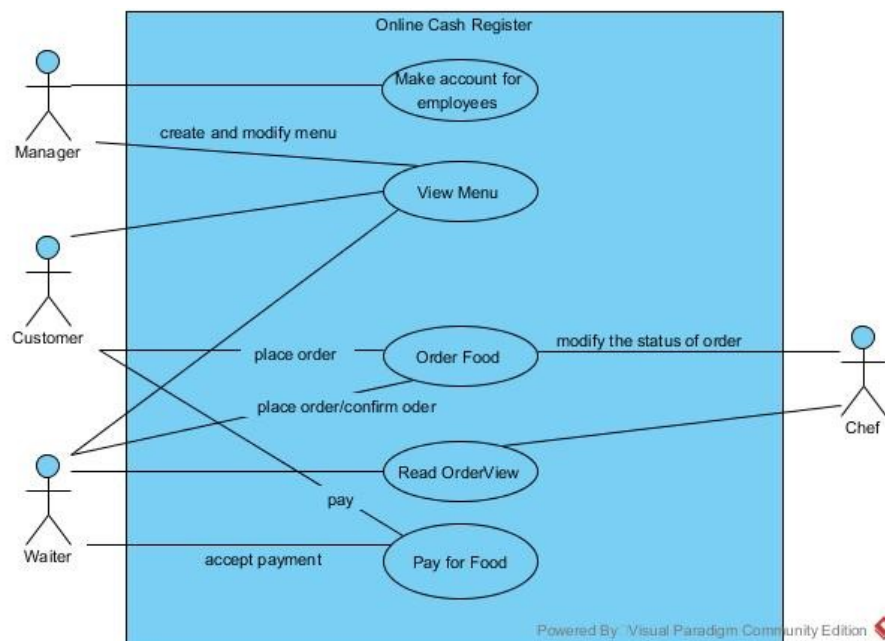 Online Cash Register
Make account for
employees
create and modify menu
Manager
View Menu
Customer
place order
Order Food
modify the status of order
place order/confirm oder
Chef
Read OrderView
pay
Waiter
accept payment
Pay for Food
Powered By Visual Paradigm Community Edition